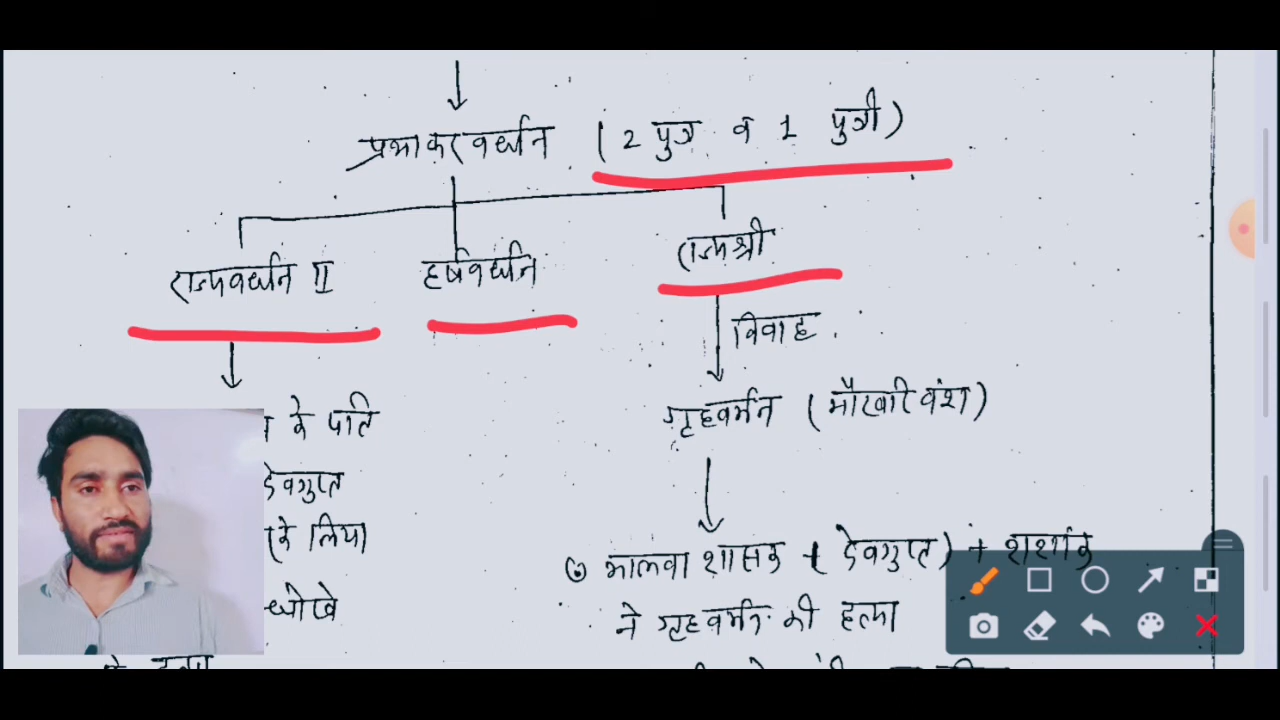 प्रभाकरवर्धन (2 पुत्र व 1 पुत्री)
राज्यवर्धन II हर्षवर्धन राज्यश्री
विवाह.
गृहवर्मन (मौखरि वंश)
के पति
देवगुप्त
लिया
धोखे
मालवा शासक (देवगुप्त) + शशांक
ने गृहवर्मन की हत्या